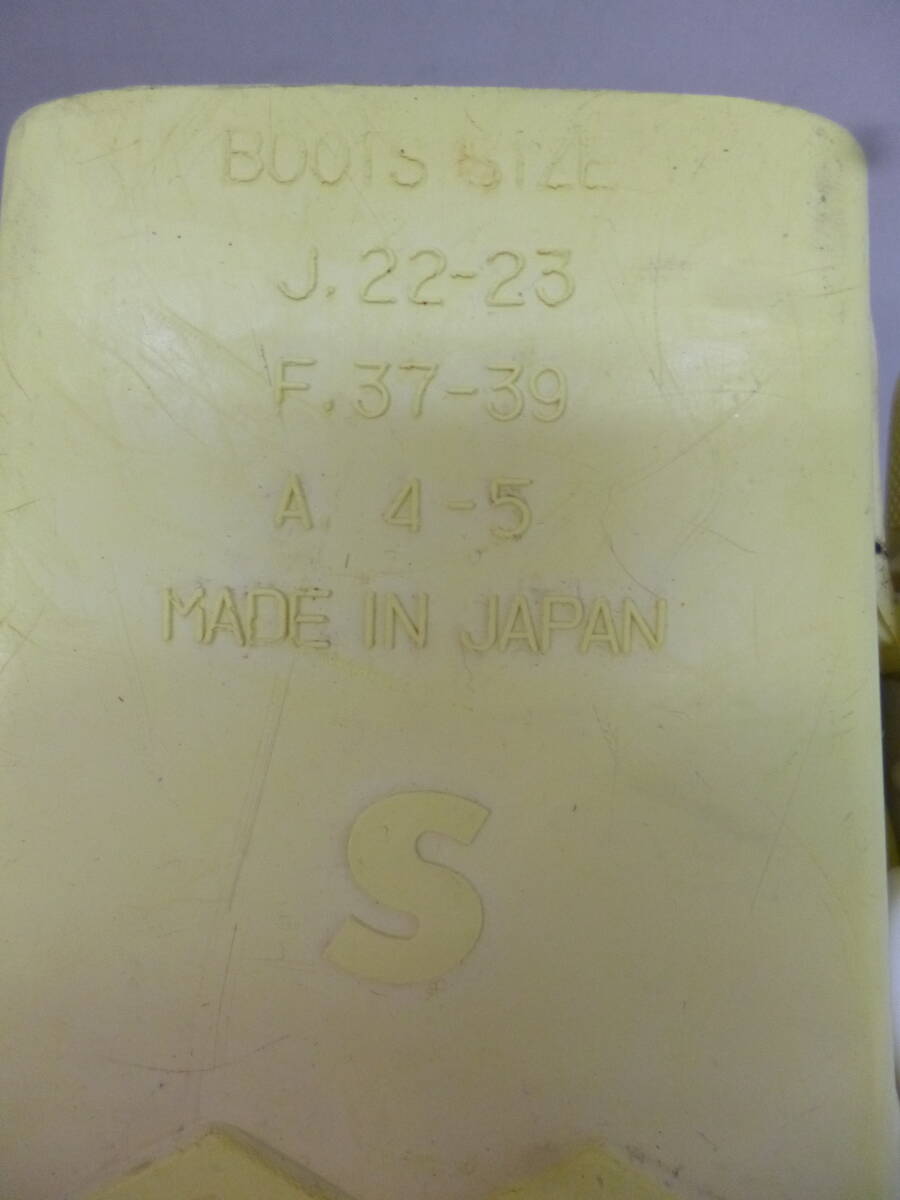 BOOTS SIZE
J. 22-23
F. 37-39
A. 4-5
MADE IN JAPAN
S